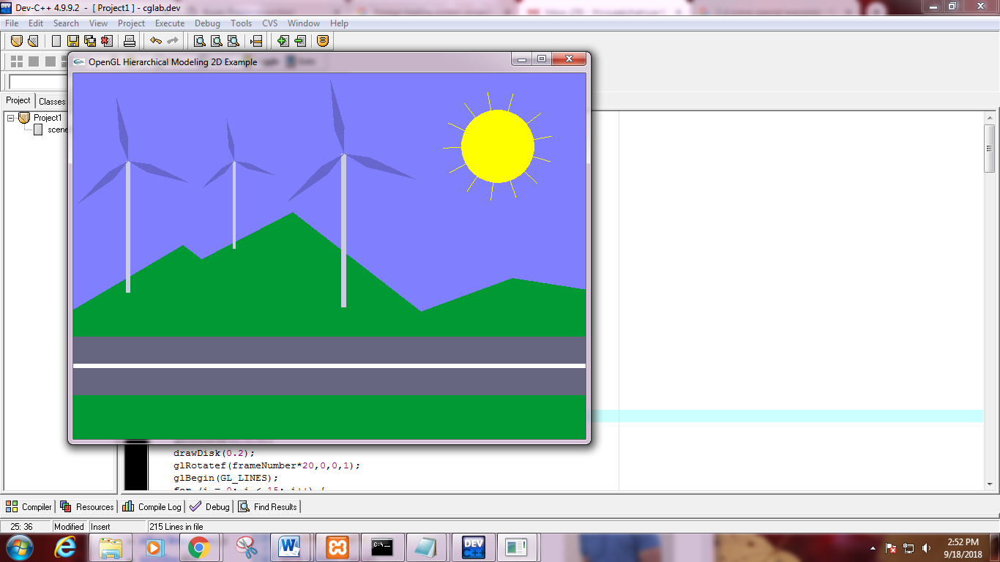 Dev-C++ 4.9.9.2 - [ Project1 ] - cglab.dev
File Edit Search View Project Execute Debug Tools CVS Window Help
OpenGL Hierarchical Modeling 2D Example
Project Classes
Project1
scene
drawDisk(0.2);
glRotatef(frameNumber*20,0,0,1);
glBegin(GL_LINES);
Compiler Resources Compile Log Debug Find Results
25: 36 Modified Insert 215 Lines in file
DEV
C++
2:52 PM
9/18/2018